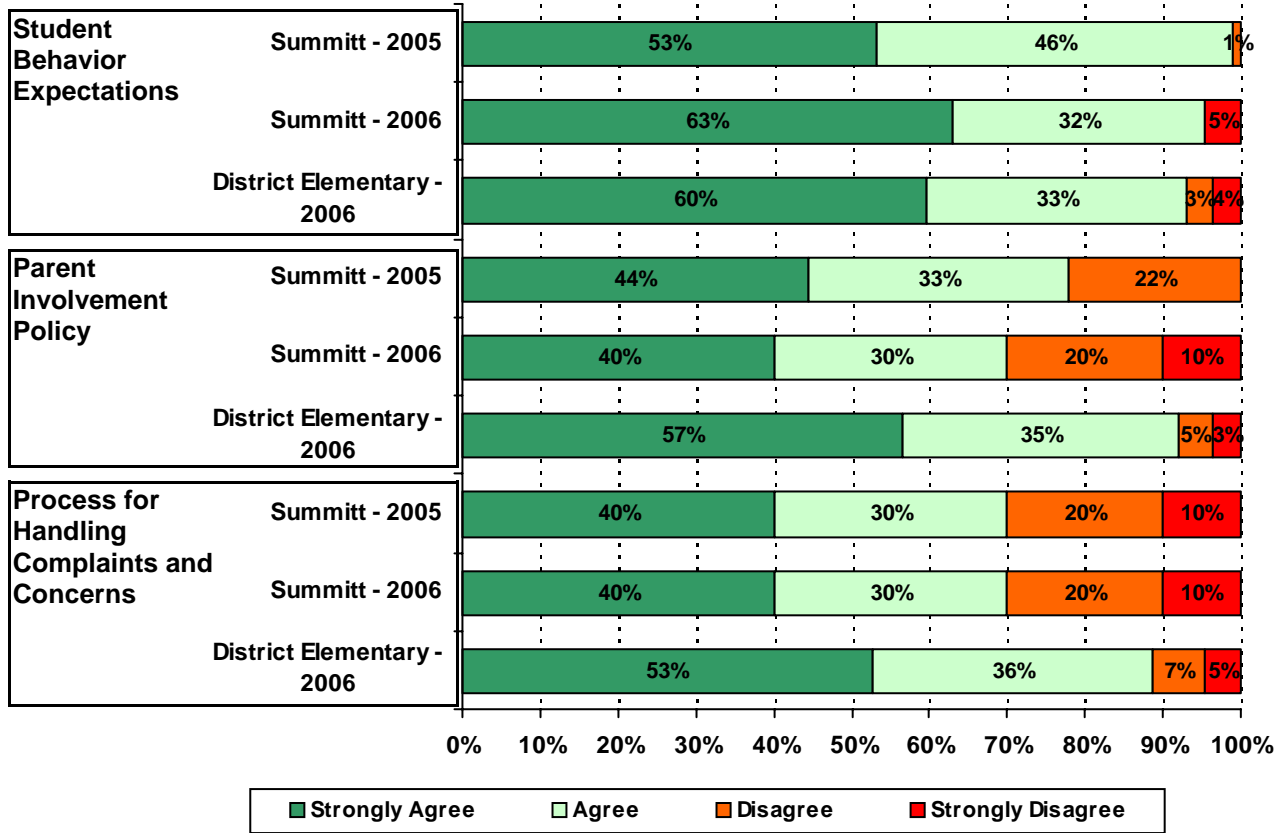 Student
Behavior
Expectations
Summitt - 2005
53%
46%
1%
Summitt - 2006
63%
32%
5%
District Elementary -
2006
60%
33%
3%
4%
Parent
Involvement
Policy
Summitt - 2005
44%
33%
22%
Summitt - 2006
40%
30%
20%
10%
District Elementary -
2006
57%
35%
5%
3%
Process for
Handling
Complaints and
Concerns
Summitt - 2005
40%
30%
20%
10%
Summitt - 2006
40%
30%
20%
10%
District Elementary -
2006
53%
36%
7%
5%
0% 10% 20% 30% 40% 50% 60% 70% 80% 90% 100%
Strongly Agree Agree Disagree Strongly Disagree